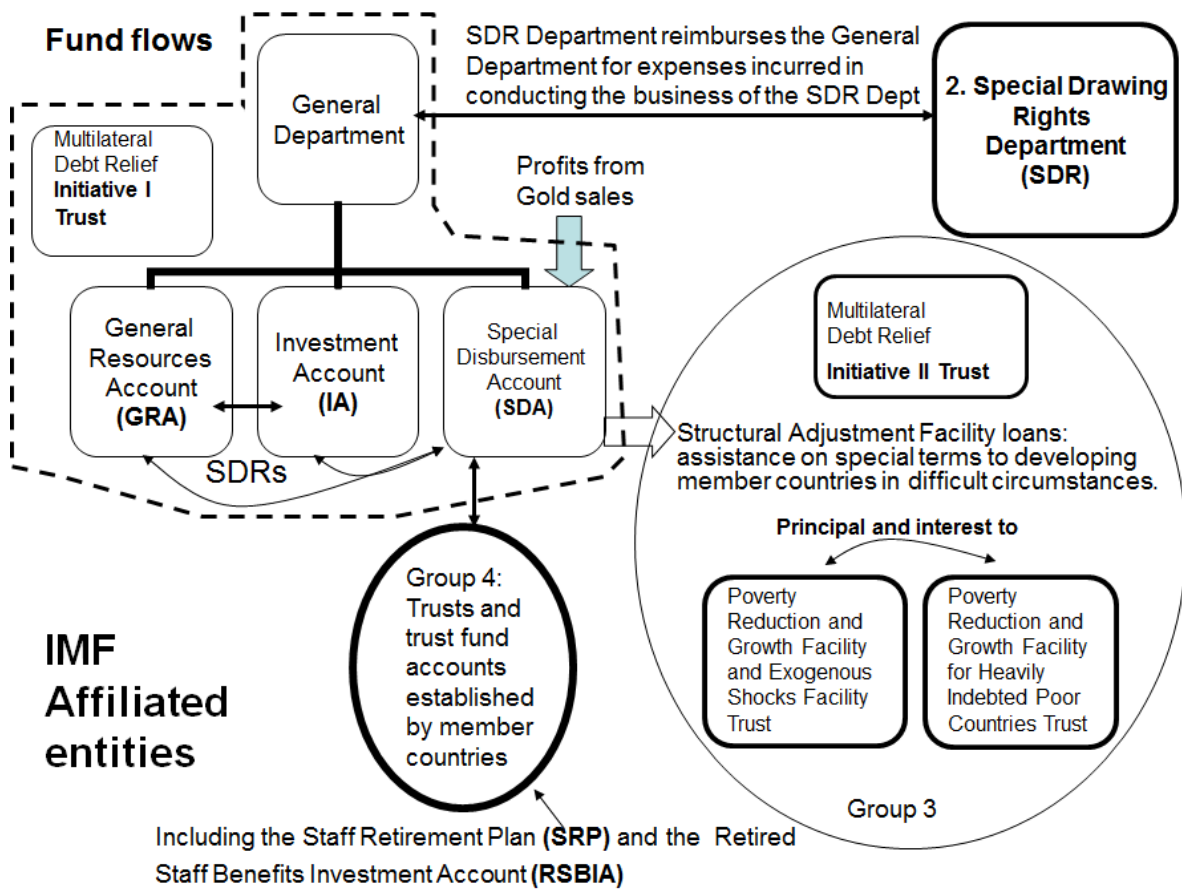 Fund flows
General
Department
SDR Department reimburses the General
Department for expenses incurred in
conducting the business of the SDR Dept
2. Special Drawing
Rights
Department
(SDR)
Multilateral
Debt Relief
Initiative I
Trust
Profits from
Gold sales
General
Resources
Account
(GRA)
Investment
Account
(IA)
Special
Disbursement
Account
(SDA)
SDRs
Multilateral
Debt Relief
Initiative II Trust
Structural Adjustment Facility loans:
assistance on special terms to developing
member countries in difficult circumstances.
Principal and interest to
Poverty
Reduction and
Growth Facility
and Exogenous
Shocks Facility
Trust
Poverty
Reduction and
Growth Facility
for Heavily
Indebted Poor
Countries Trust
Group 3
Group 4:
Trusts and
trust fund
accounts
established
by member
countries
IMF
Affiliated
entities
Including the Staff Retirement Plan (SRP) and the Retired
Staff Benefits Investment Account (RSBIA)